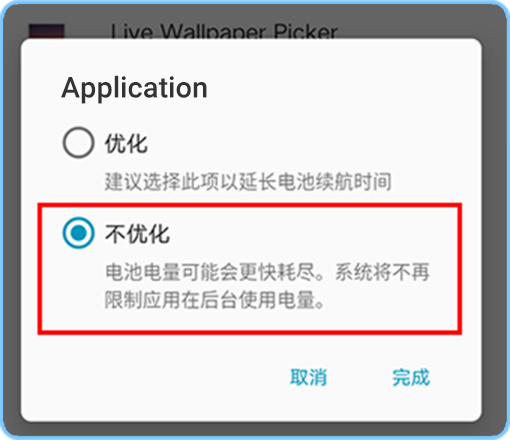 Live Wallpaper Picker
Application
优化
建议选择此项以延长电池续航时间
不优化
电池电量可能会更快耗尽。系统将不再
限制应用在后台使用电量。
取消
完成